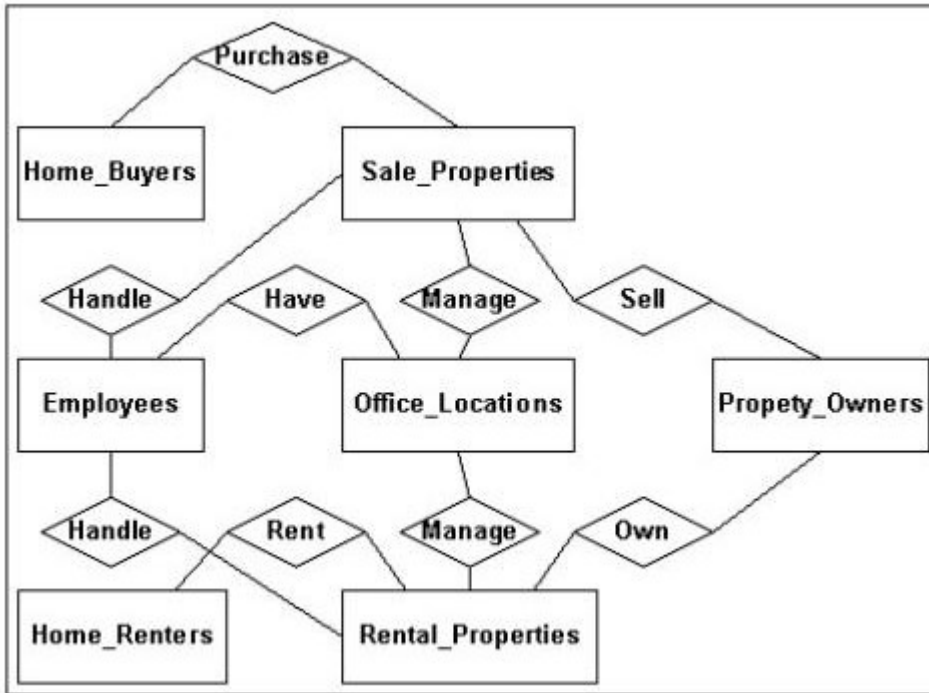 Purchase
Home_Buyers
Sale_Properties
Handle
Have
Manage
Sell
Employees
Office_Locations
Propety_Owners
Handle
Rent
Manage
Own
Home_Renters
Rental_Properties